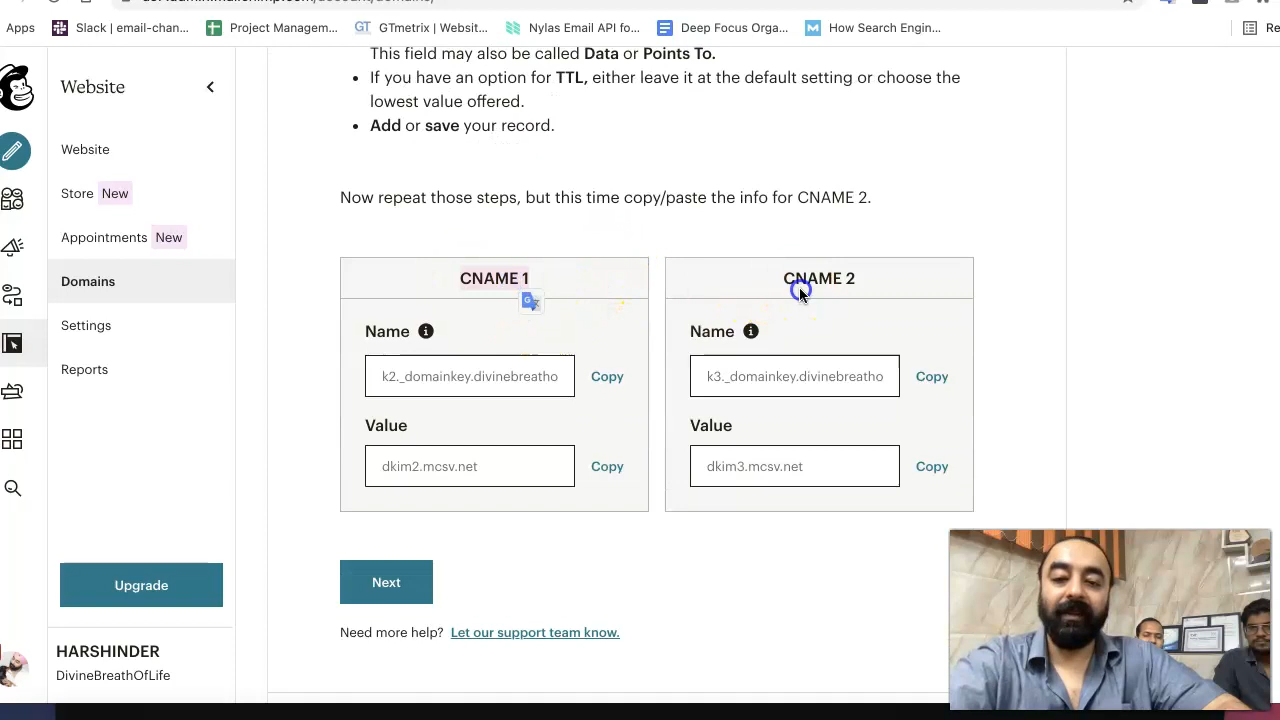 Apps
Slack | email-chan...
Project Managem...
GTmetrix | Websit...
Nylas Email API fo...
Deep Focus Orga...
How Search Engin...
Website
Website
Store New
Appointments New
Domains
Settings
Reports
Upgrade
HARSHINDER
DivineBreathOfLife
This field may also be called Data or Points To.
• If you have an option for TTL, either leave it at the default setting or choose the
lowest value offered.
• Add or save your record.
Now repeat those steps, but this time copy/paste the info for CNAME 2.
CNAME 1
Name
k2._domainkey.divinebreatho
Copy
Value
dkim2.mcsv.net
Copy
CNAME 2
Name
k3._domainkey.divinebreatho
Copy
Value
dkim3.mcsv.net
Copy
Next
Need more help? Let our support team know.